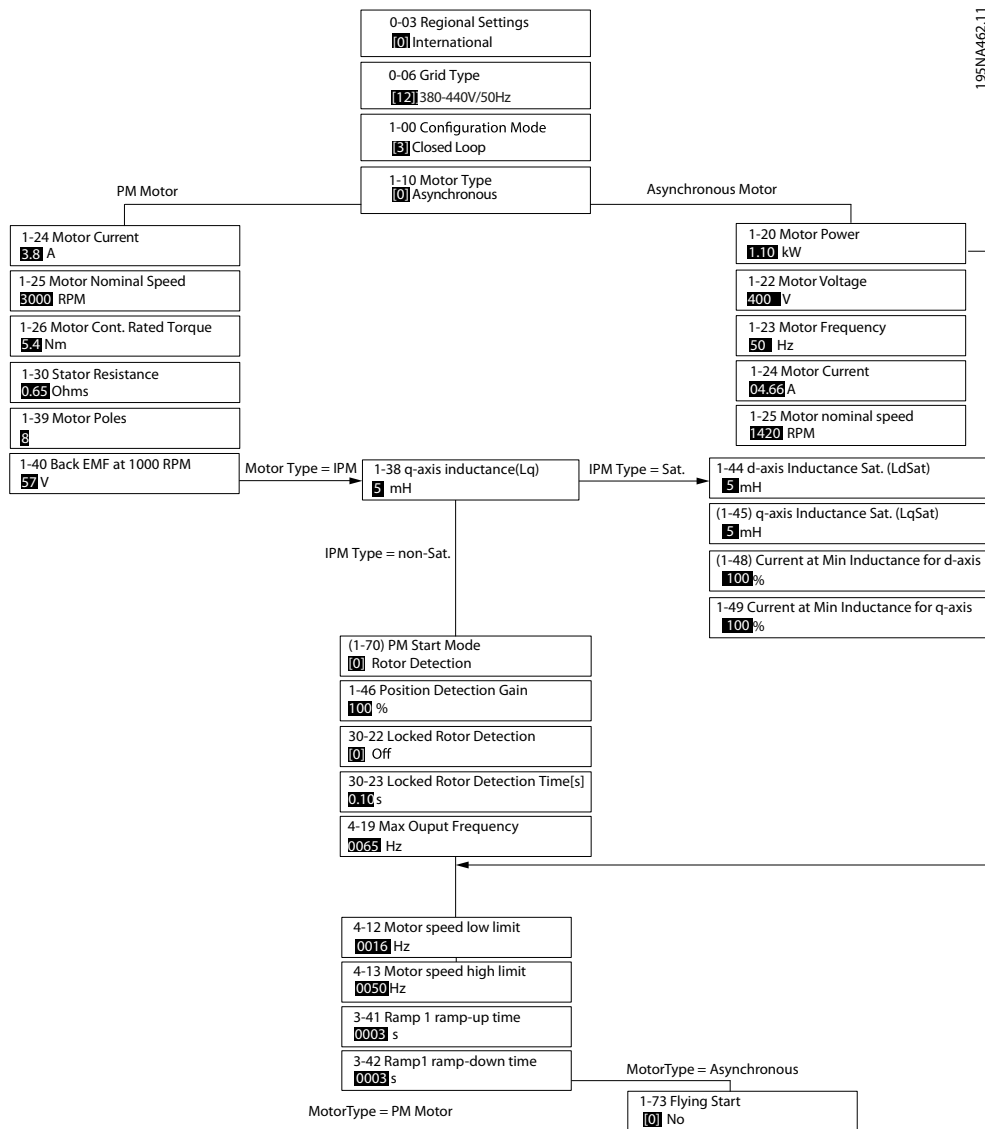 195NA462.11
0-03 Regional Settings
[0] International
0-06 Grid Type
[12] 380-440V/50Hz
1-00 Configuration Mode
[3] Closed Loop
1-10 Motor Type
[0] Asynchronous
PM Motor
Asynchronous Motor
1-24 Motor Current
3.8 A
1-25 Motor Nominal Speed
3000 RPM
1-26 Motor Cont. Rated Torque
5.4 Nm
1-30 Stator Resistance
0.65 Ohms
1-39 Motor Poles
8
1-40 Back EMF at 1000 RPM
57 V
1-20 Motor Power
1.10 kW
1-22 Motor Voltage
400 V
1-23 Motor Frequency
50 Hz
1-24 Motor Current
04.66 A
1-25 Motor nominal speed
1420 RPM
Motor Type = IPM
1-38 q-axis inductance(Lq)
5 mH
IPM Type = Sat.
1-44 d-axis Inductance Sat. (LdSat)
5 mH
(1-45) q-axis Inductance Sat. (LqSat)
5 mH
(1-48) Current at Min Inductance for d-axis
100 %
1-49 Current at Min Inductance for q-axis
100 %
IPM Type = non-Sat.
(1-70) PM Start Mode
[0] Rotor Detection
1-46 Position Detection Gain
100 %
30-22 Locked Rotor Detection
[0] Off
30-23 Locked Rotor Detection Time[s]
0.10 s
4-19 Max Ouput Frequency
0065 Hz
4-12 Motor speed low limit
0016 Hz
4-13 Motor speed high limit
0050 Hz
3-41 Ramp 1 ramp-up time
0003 s
3-42 Ramp1 ramp-down time
0003 s
MotorType = Asynchronous
MotorType = PM Motor
1-73 Flying Start
[0] No